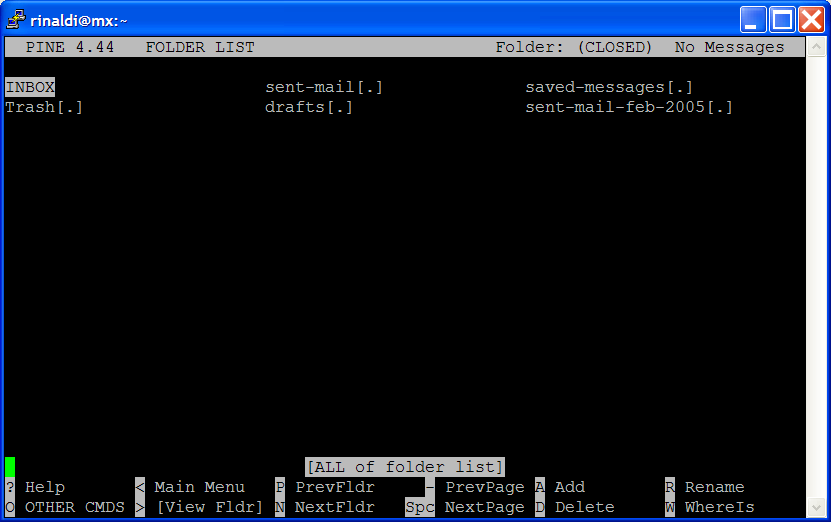 rinaldi@mx:~
PINE 4.44 FOLDER LIST Folder: (CLOSED) No Messages
INBOX sent-mail[.] saved-messages[.]
Trash[.] drafts[.] sent-mail-feb-2005[.]
[ALL of folder list]
? Help < Main Menu P PrevFldr - PrevPage A Add R Rename
O OTHER CMDS > [View Fldr] N NextFldr Spc NextPage D Delete W WhereIs